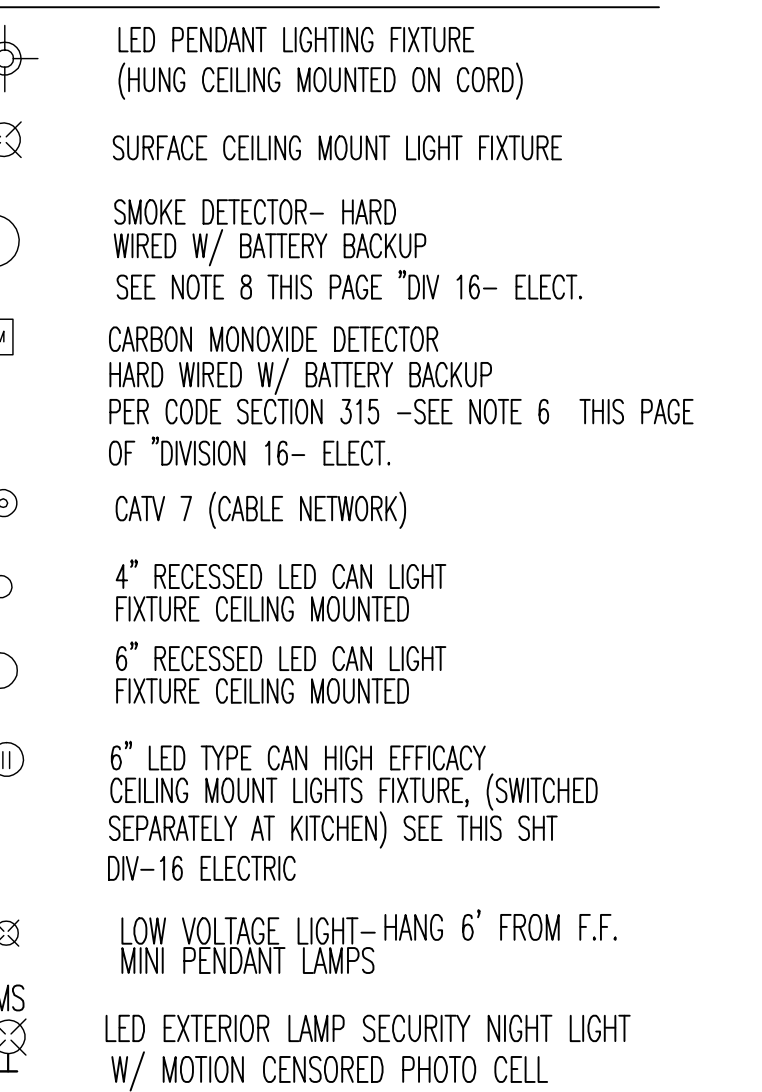 LED PENDANT LIGHTING FIXTURE
(HUNG CEILING MOUNTED ON CORD)
SURFACE CEILING MOUNT LIGHT FIXTURE
SMOKE DETECTOR– HARD
WIRED W/ BATTERY BACKUP
SEE NOTE 8 THIS PAGE "DIV 16– ELECT.
CARBON MONOXIDE DETECTOR
HARD WIRED W/ BATTERY BACKUP
PER CODE SECTION 315 –SEE NOTE 6 THIS PAGE
OF "DIVISION 16– ELECT.
CATV 7 (CABLE NETWORK)
4" RECESSED LED CAN LIGHT
FIXTURE CEILING MOUNTED
6" RECESSED LED CAN LIGHT
FIXTURE CEILING MOUNTED
6" LED TYPE CAN HIGH EFFICACY
CEILING MOUNT LIGHTS FIXTURE, (SWITCHED
SEPARATELY AT KITCHEN) SEE THIS SHT
DIV–16 ELECTRIC
LOW VOLTAGE LIGHT– HANG 6' FROM F.F.
MINI PENDANT LAMPS
MS
LED EXTERIOR LAMP SECURITY NIGHT LIGHT
W/ MOTION CENSORED PHOTO CELL